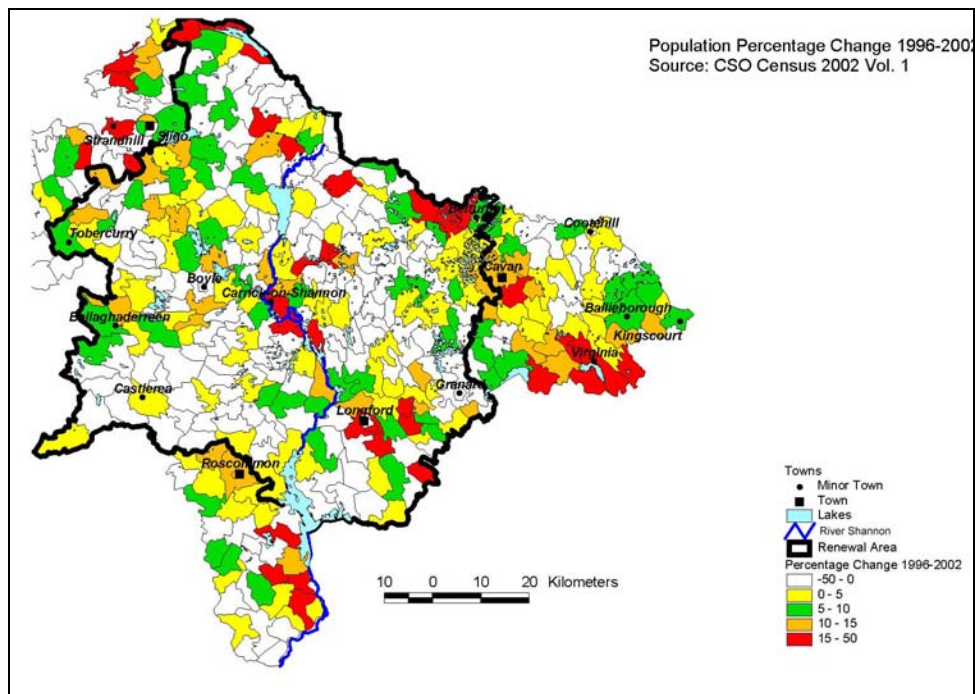 Population Percentage Change 1996-2002
Source: CSO Census 2002 Vol. 1
Strandhill
Sligo
Tobercurry
Boyle
Carrick-on-Shannon
Ballaghaderreen
Castlerea
Roscommon
Longford
Granard
Belturbet
Cavan
Cootehill
Ballieborough
Kingscourt
Virginia
Towns
Minor Town
Town
Lakes
River Shannon
Renewal Area
Percentage Change 1996-2002
-50 - 0
0 - 5
5 - 10
10 - 15
15 - 50
10 0 10 20 Kilometers